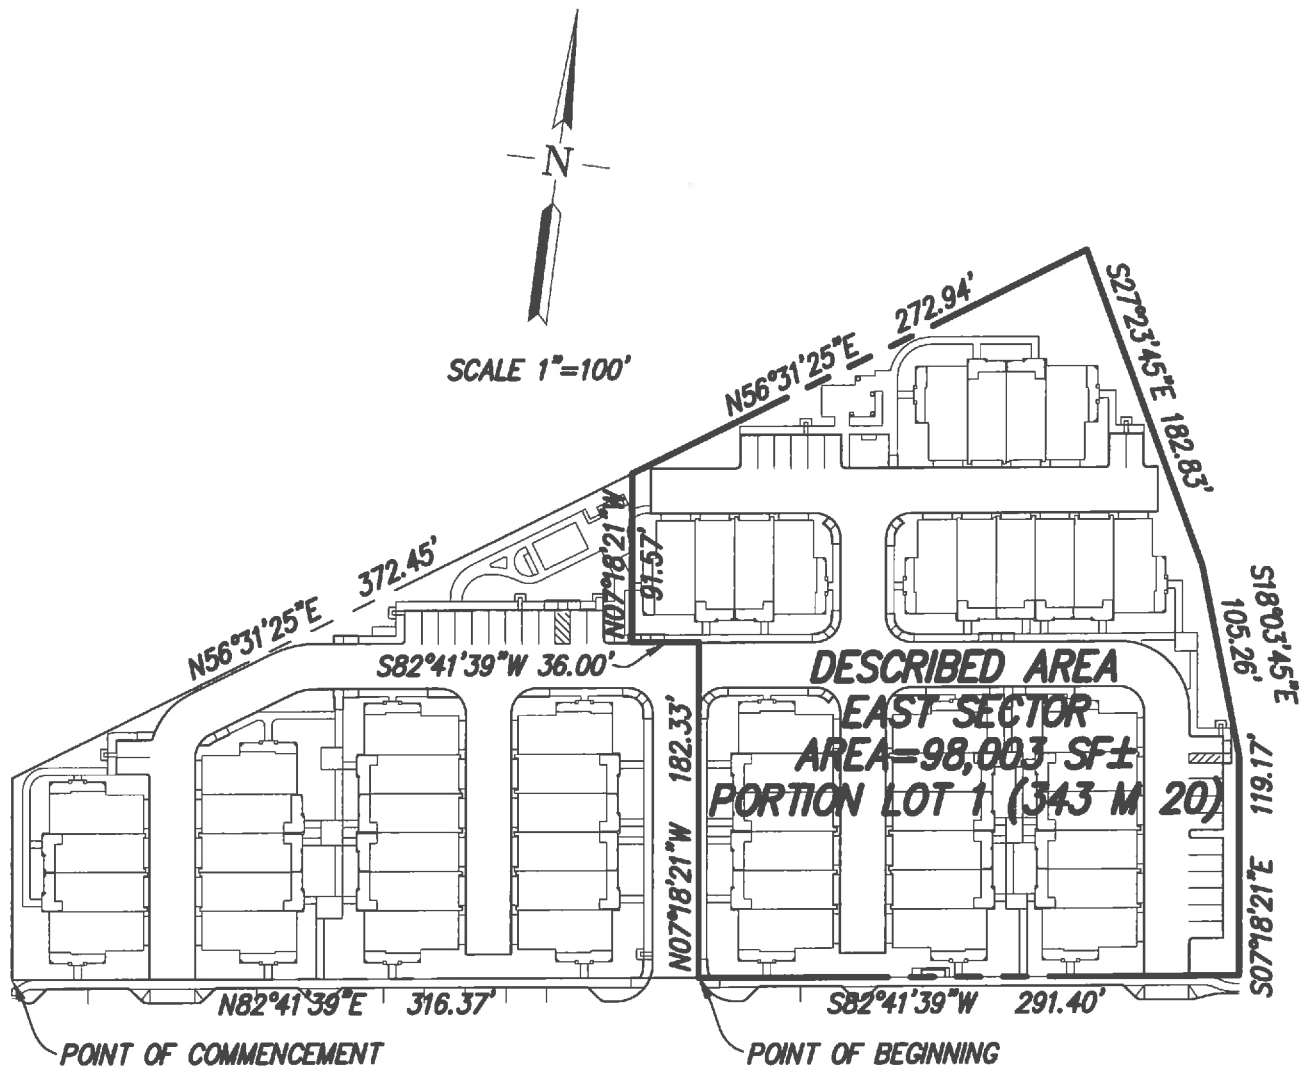 N
SCALE 1"=100'
N56°31'25"E 272.94'
S27°23'45"E 182.83'
N56°31'25"E 372.45'
N07°18'21"W
91.57'
S18°03'45"E
105.26'
S82°41'39"W 36.00'
DESCRIBED AREA
EAST SECTOR
AREA=98,003 SF±
PORTION LOT 1 (343 M 20)
N07°18'21"W 182.33'
S07°18'21"E 119.17'
N82°41'39"E 316.37'
S82°41'39"W 291.40'
POINT OF COMMENCEMENT
POINT OF BEGINNING